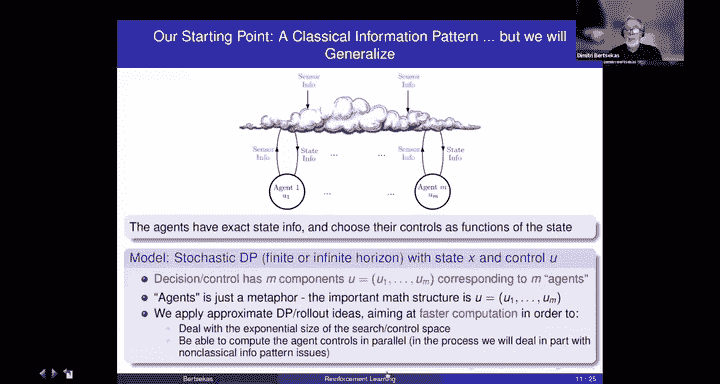 Our Starting Point: A Classical Information Pattern ... but we will
Generalize
Dimitri Bertsekas
Dimitri Bertsekas
Sensor
Info
Sensor
Info
Sensor
Info
State
Info
... ...
Sensor
Info
State
Info
Agent 1
u1
... ...
Agent m
um
The agents have exact state info, and choose their controls as functions of the state
Model: Stochastic DP (finite or infinite horizon) with state x and control u
Decision/control has m components u = (u1, . . . , um) corresponding to m “agents”
“Agents” is just a metaphor - the important math structure is u = (u1, . . . , um)
We apply approximate DP/rollout ideas, aiming at faster computation in order to:
Deal with the exponential size of the search/control space
Be able to compute the agent controls in parallel (in the process we will deal in part with
nonclassical info pattern issues)
Bertsekas Reinforcement Learning 11 / 25